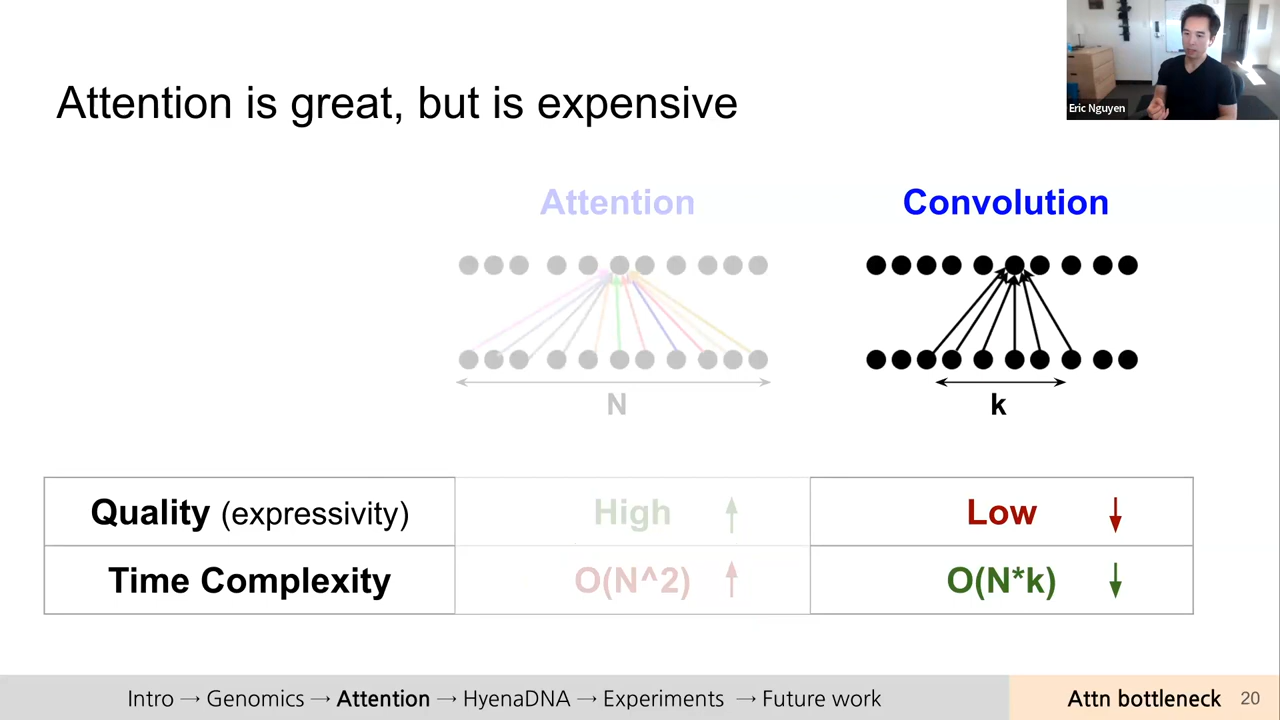 Eric Nguyen
Attention is great, but is expensive
Attention
Convolution
N
k
Quality (expressivity) High Low
Time Complexity O(N^2) O(N*k)
Intro → Genomics → Attention → HyenaDNA → Experiments → Future work
Attn bottleneck 20